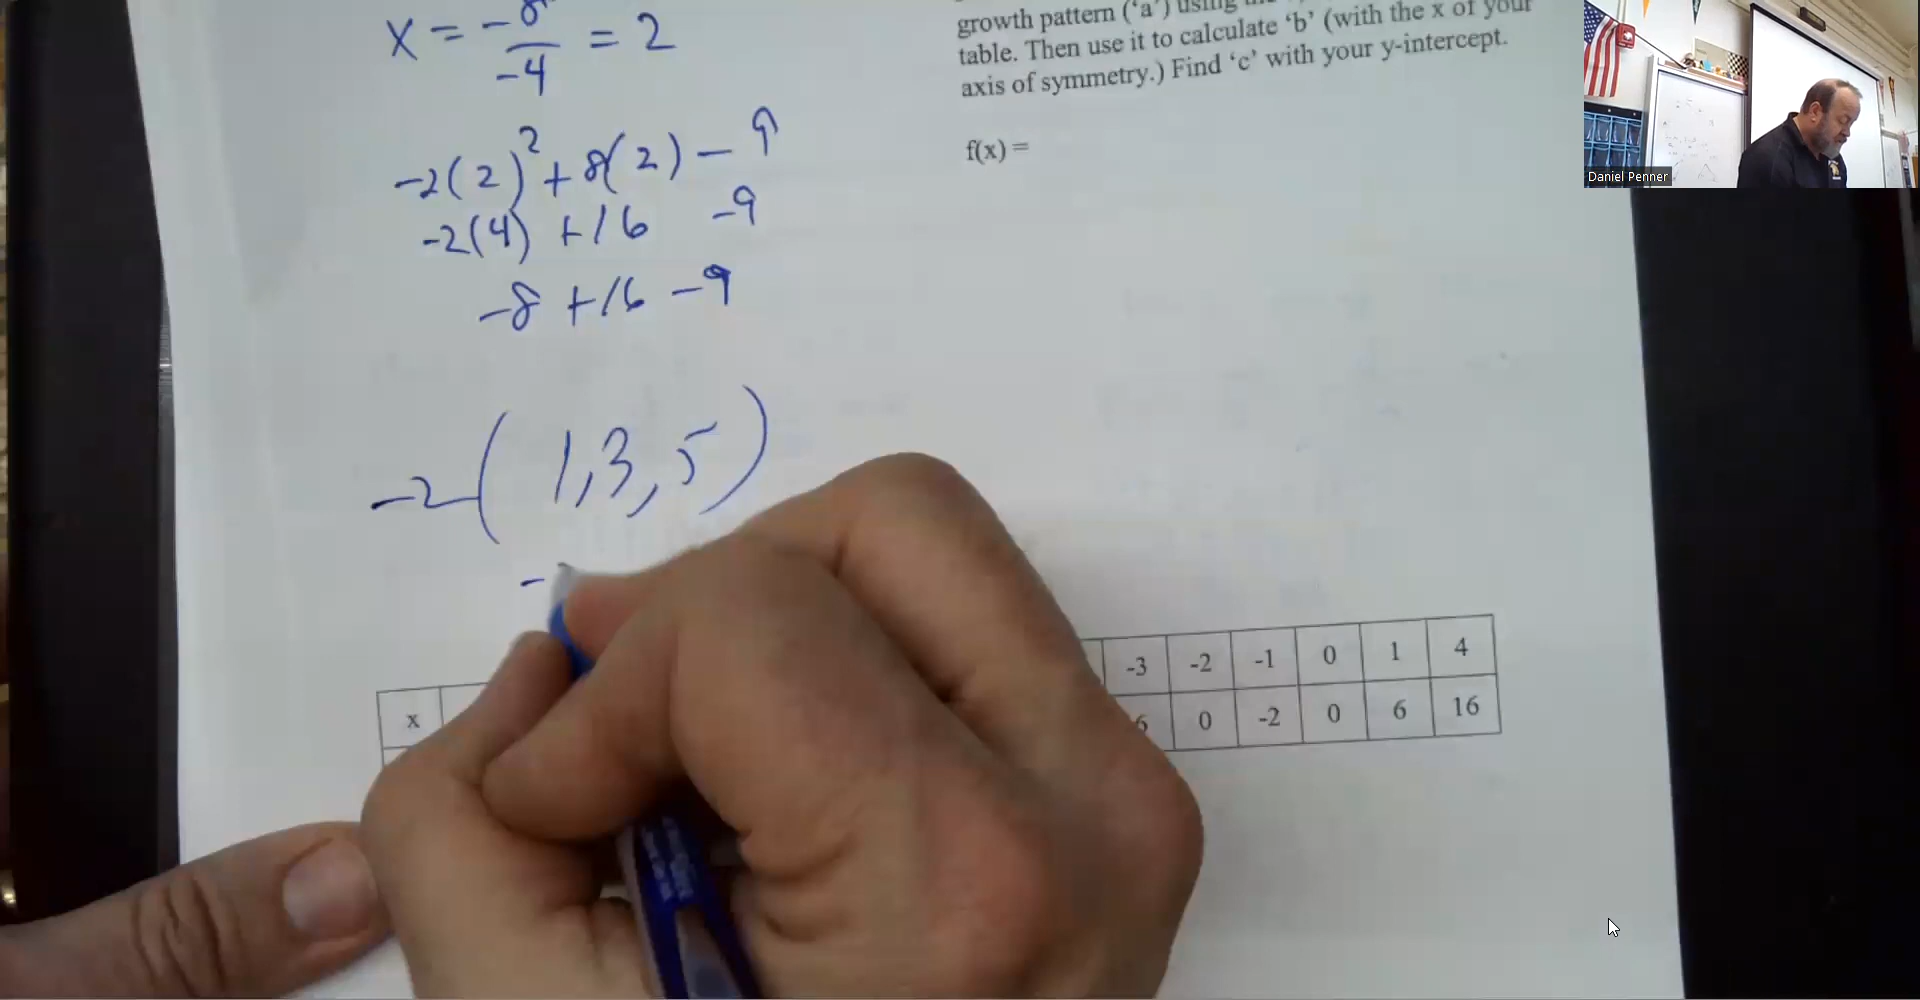 x = -8/-4 = 2
-2(2)² + 8(2) - 9
-2(4) + 16 - 9
-8 + 16 - 9
-2(1,3,5)
-
x
growth pattern ('a') using
table. Then use it to calculate 'b' (with the x of your
axis of symmetry.) Find 'c' with your y-intercept.
f(x) =
-3 -2 -1 0 1 4
6 0 -2 0 6 16
Daniel Penner